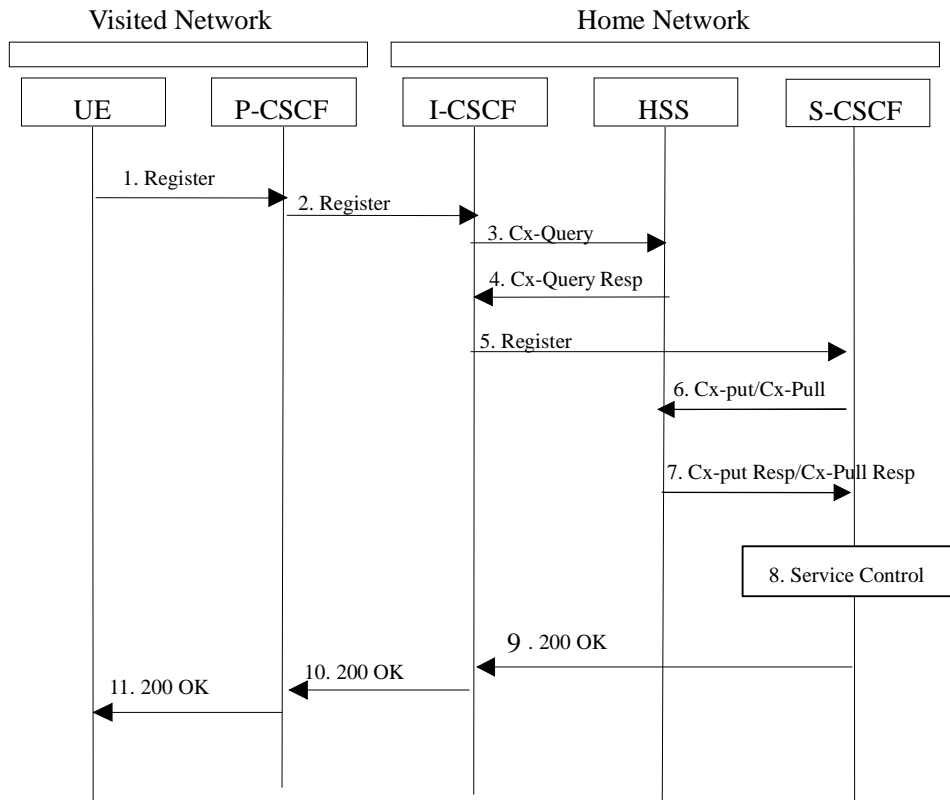 Visited Network
Home Network
UE
P-CSCF
I-CSCF
HSS
S-CSCF
1. Register
2. Register
3. Cx-Query
4. Cx-Query Resp
5. Register
6. Cx-put/Cx-Pull
7. Cx-put Resp/Cx-Pull Resp
8. Service Control
9 . 200 OK
10. 200 OK
11. 200 OK